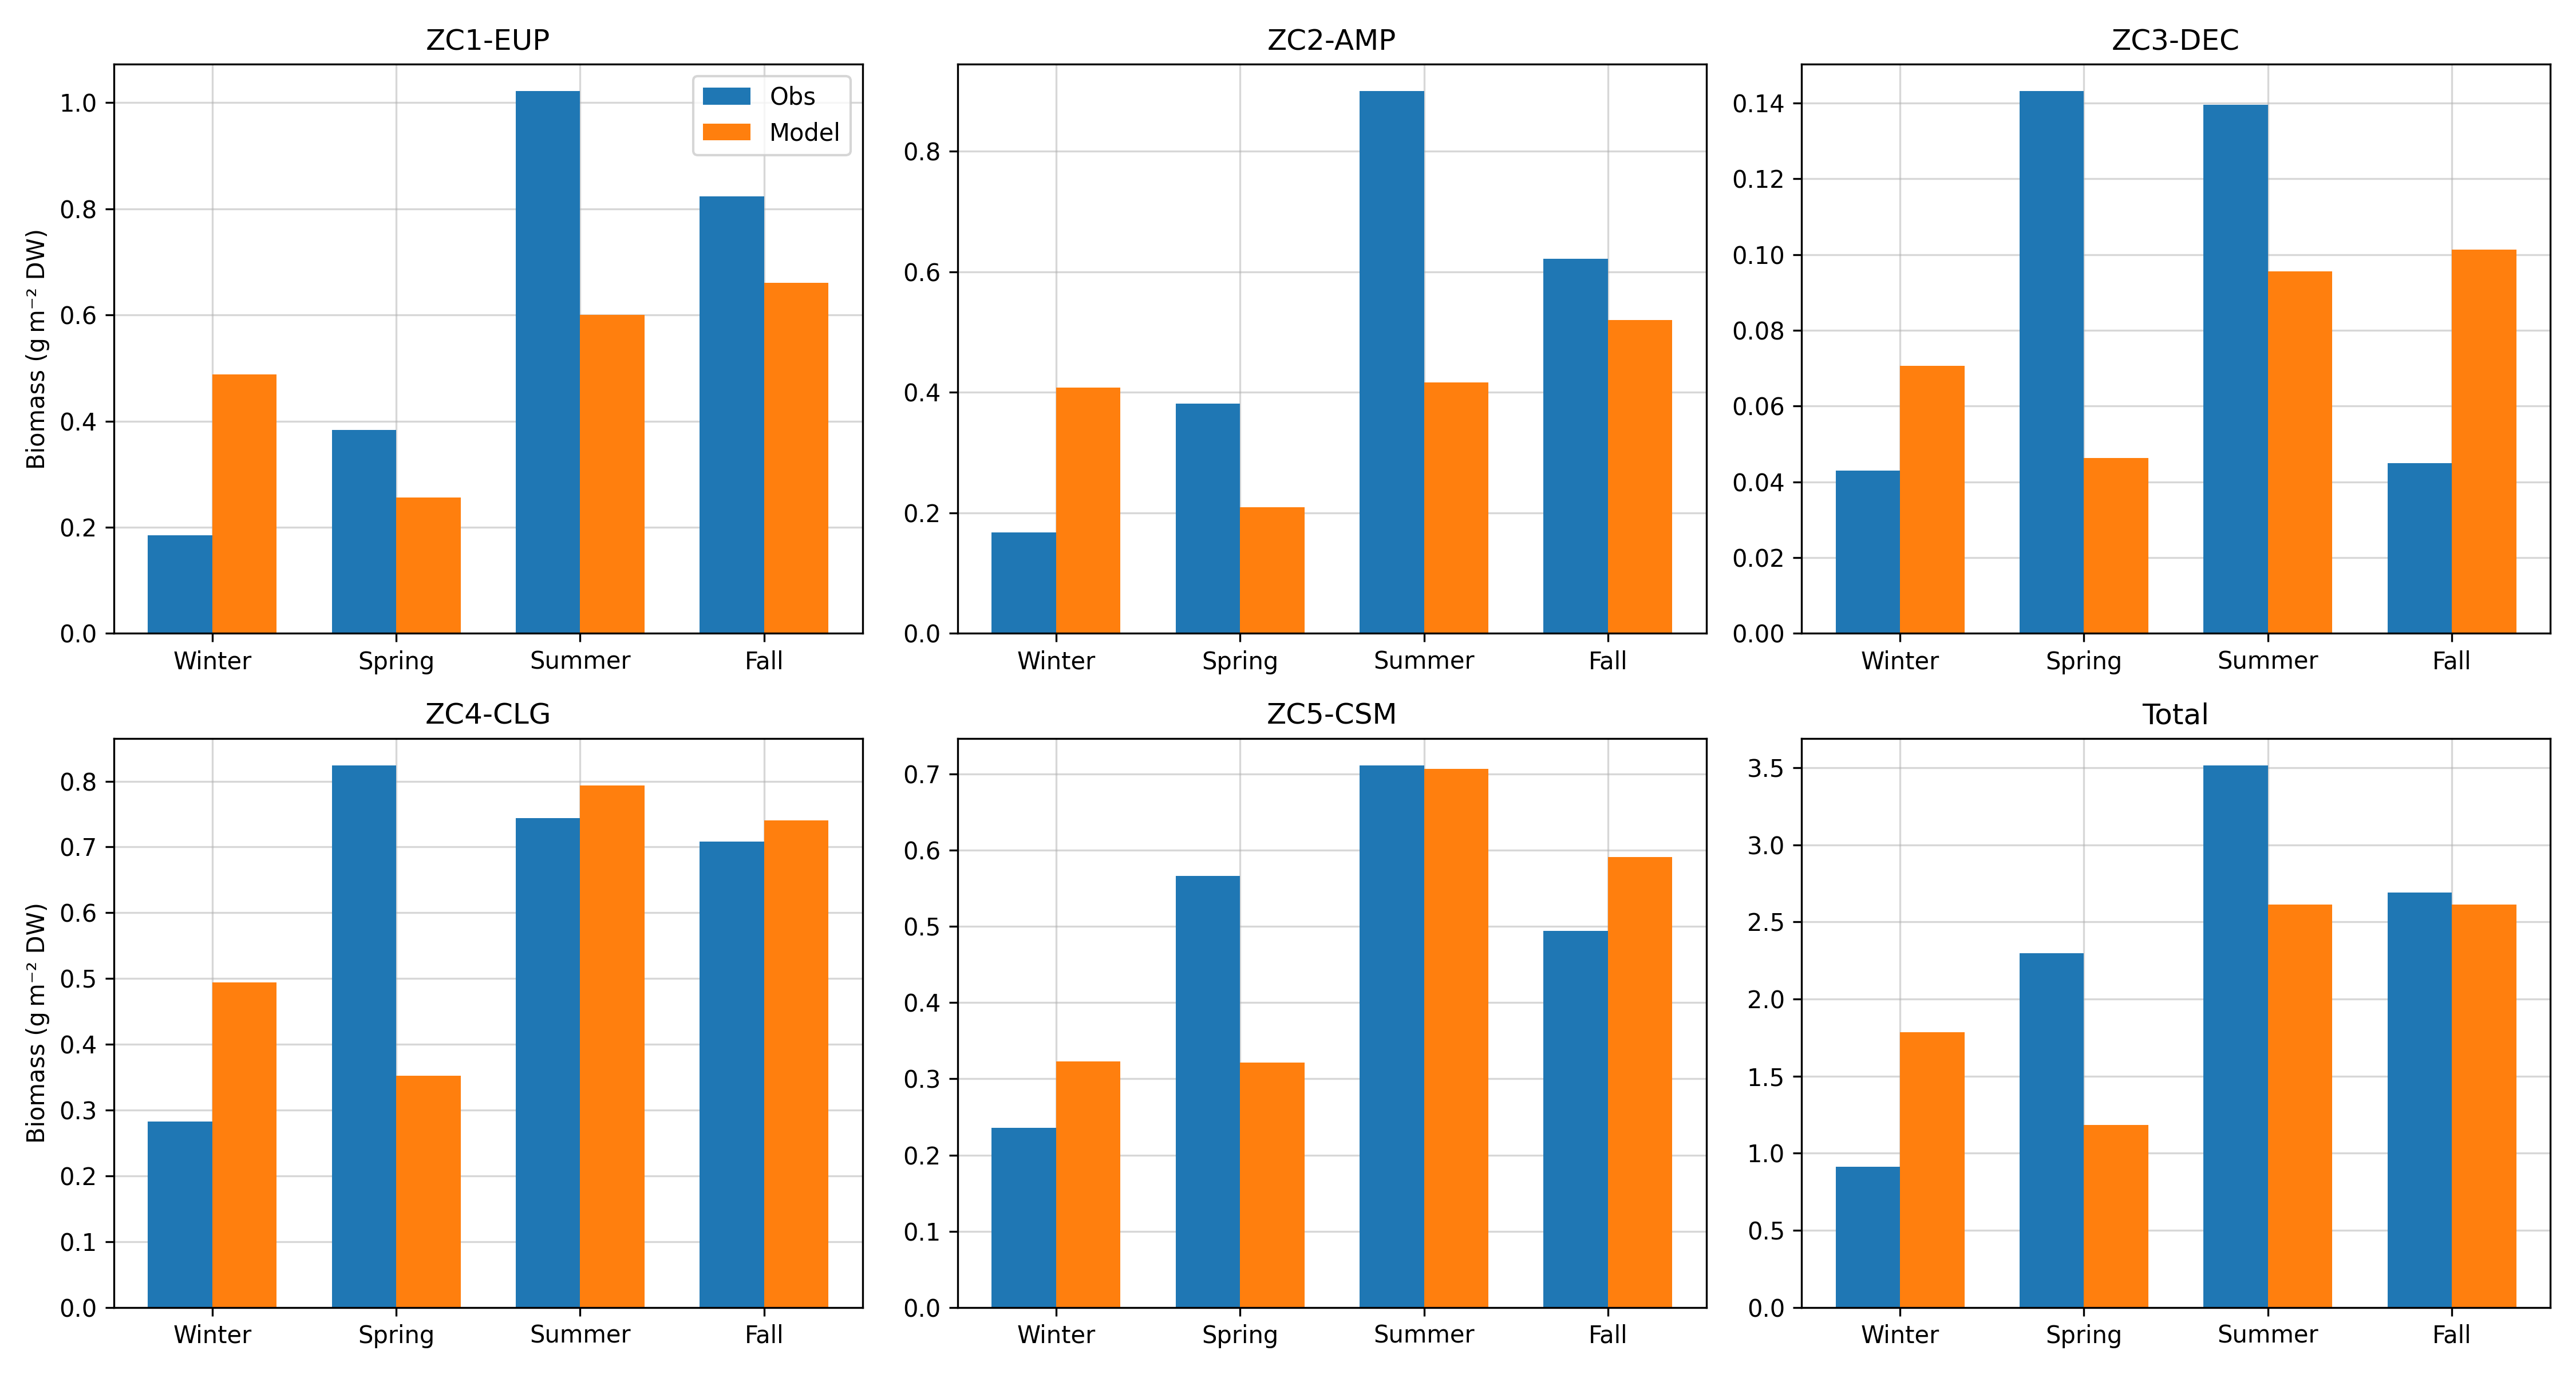 ZC1-EUP
Biomass (g m⁻² DW)
1.0
0.8
0.6
0.4
0.2
0.0
Obs
Model
Winter Spring Summer Fall
ZC2-AMP
0.8
0.6
0.4
0.2
0.0
Winter Spring Summer Fall
ZC3-DEC
0.14
0.12
0.10
0.08
0.06
0.04
0.02
0.00
Winter Spring Summer Fall
ZC4-CLG
Biomass (g m⁻² DW)
0.8
0.7
0.6
0.5
0.4
0.3
0.2
0.1
0.0
Winter Spring Summer Fall
ZC5-CSM
0.7
0.6
0.5
0.4
0.3
0.2
0.1
0.0
Winter Spring Summer Fall
Total
3.5
3.0
2.5
2.0
1.5
1.0
0.5
0.0
Winter Spring Summer Fall